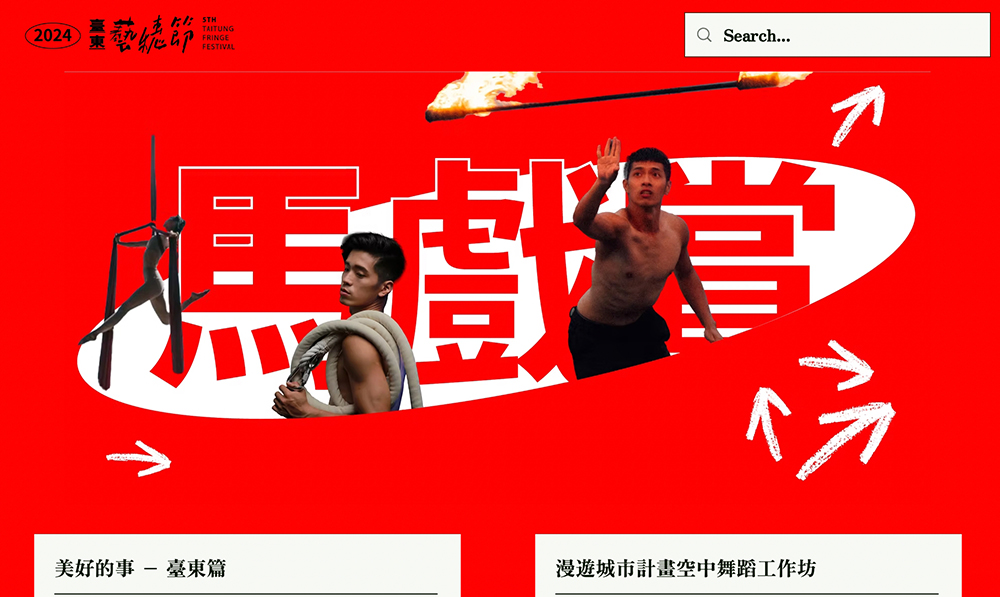 2024
臺東
藝穗節
5TH
TAITUNG
FRINGE
FESTIVAL
Search...
馬戲當
美好的事 － 臺東篇
漫遊城市計畫空中舞蹈工作坊